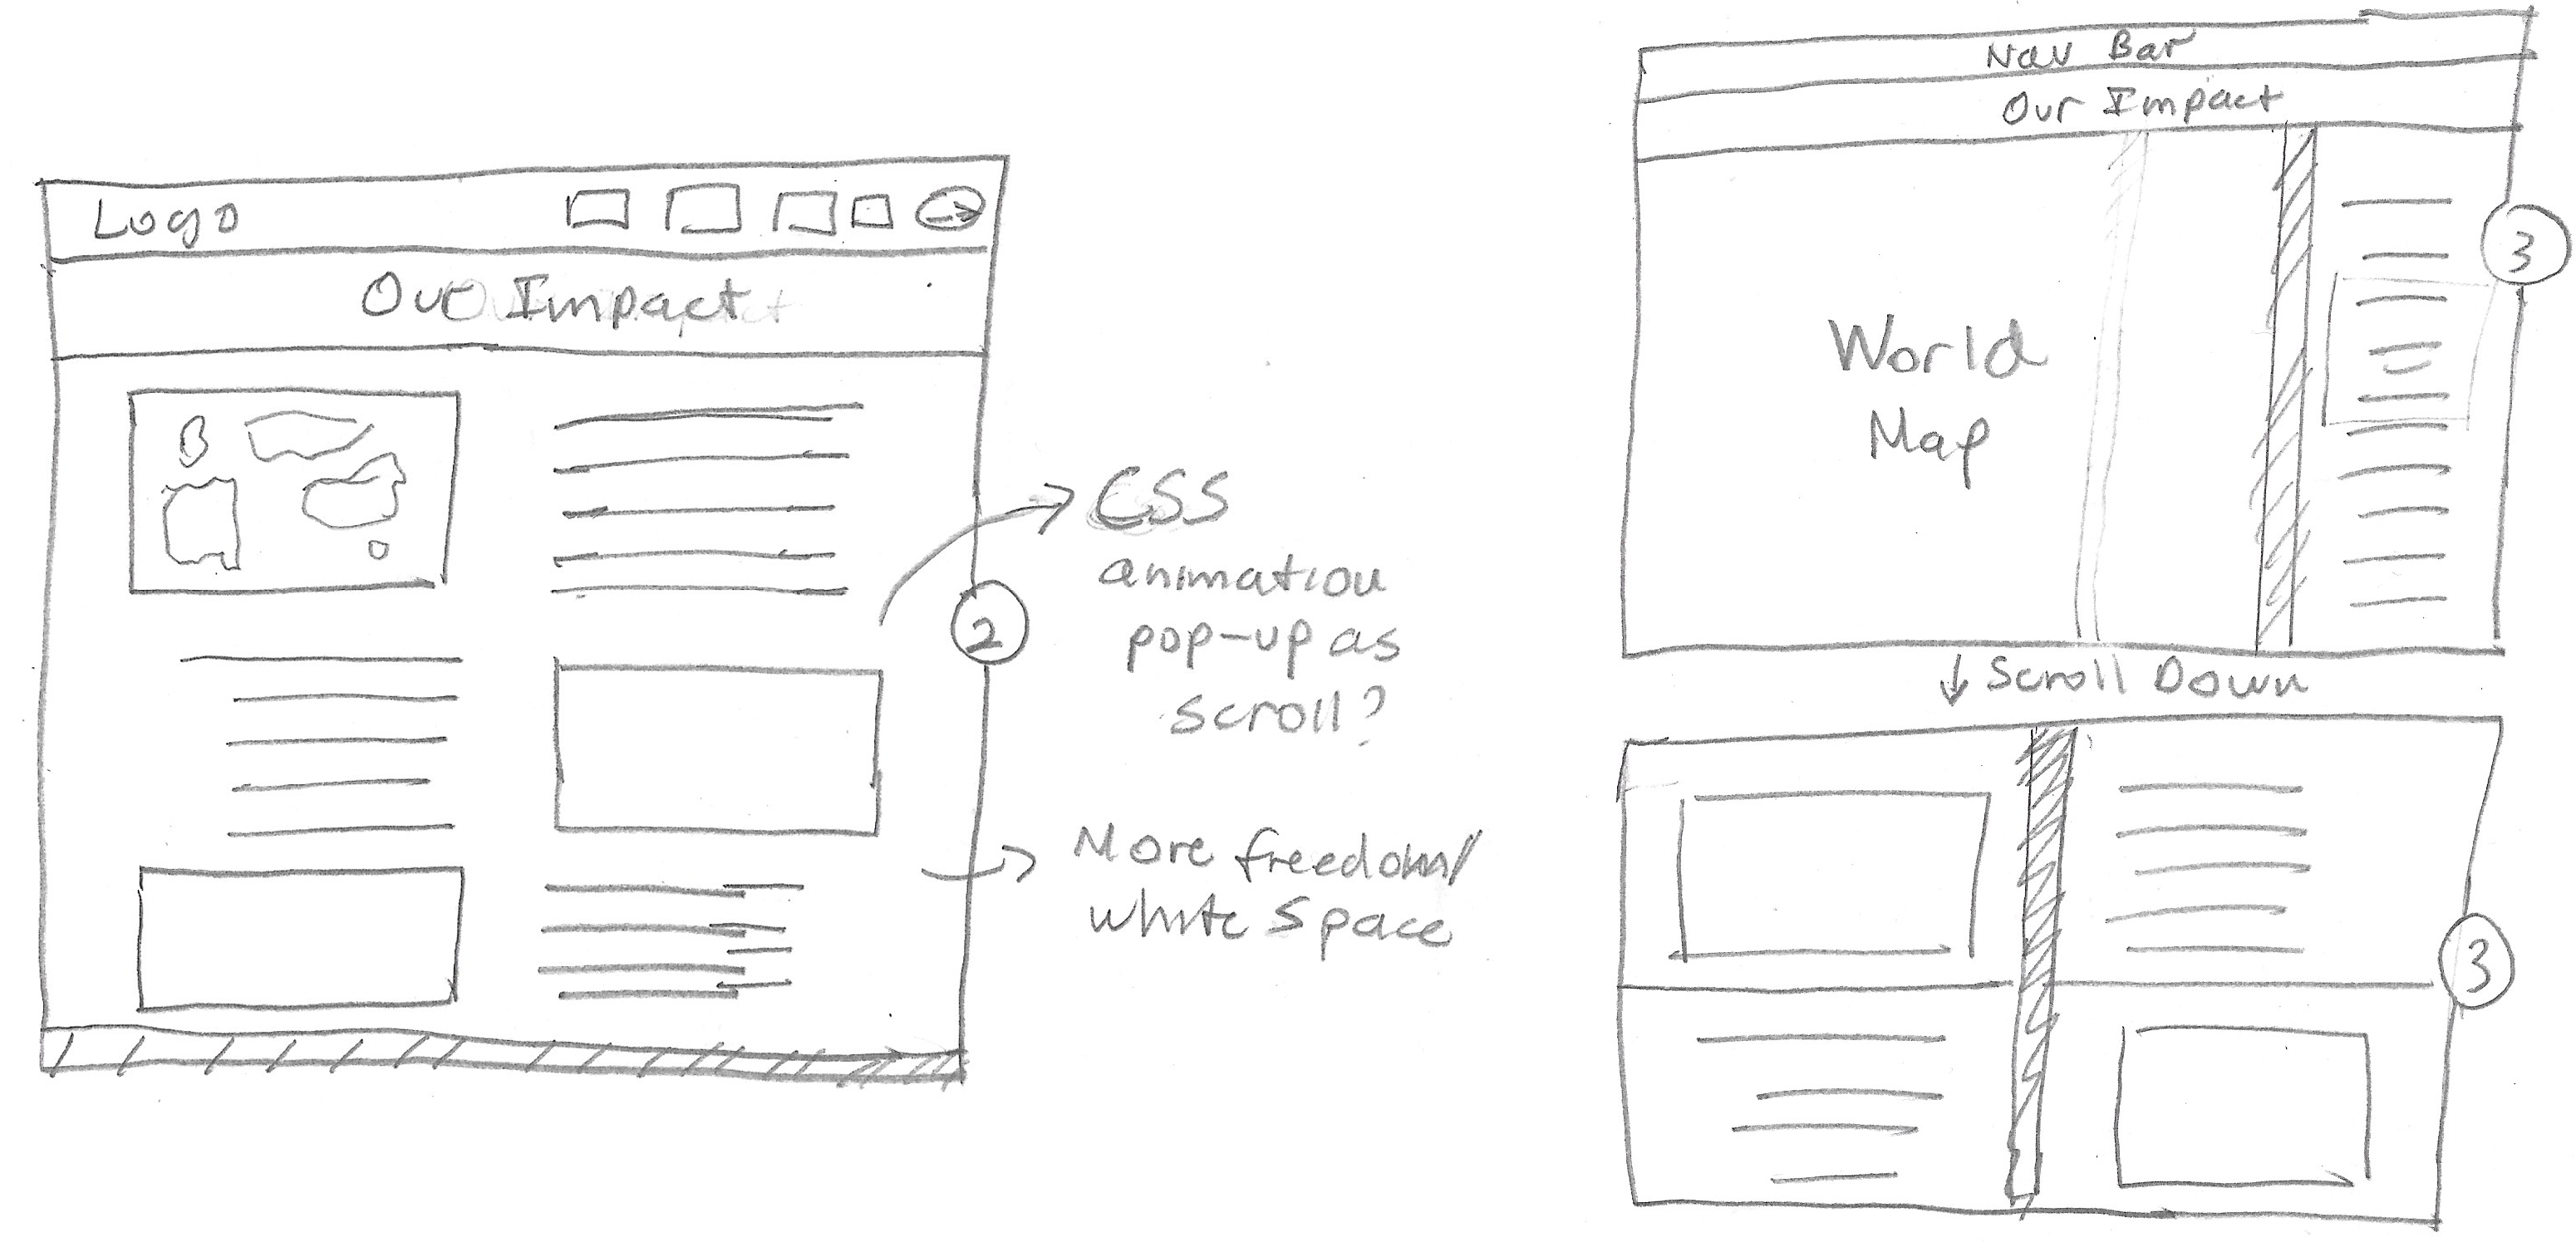 Logo
Our Impact
2
CSS
animation
pop-up as
scroll?
More freedom/
white space
Nav Bar
Our Impact
World
Map
3
↓ Scroll Down
3